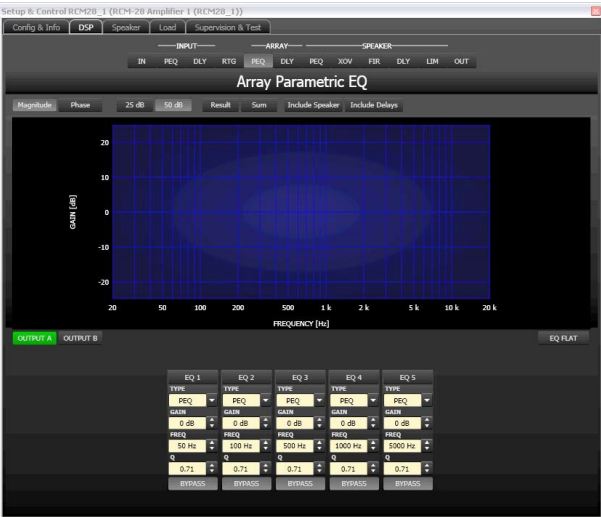 Setup & Control RCM28_1 (RCM-28 Amplifier 1 (RCM28_1))
Config & Info DSP Speaker Load Supervision & Test
INPUT ARRAY SPEAKER
IN PEQ DLY RTG PEQ DLY PEQ XOV FIR DLY LIM OUT
Array Parametric EQ
Magnitude Phase 25 dB 50 dB Result Sum Include Speaker Include Delays
GAIN [dB]
20
10
0
-10
-20
20 50 100 200 500 1 k 2 k 5 k 10 k 20 k
FREQUENCY [Hz]
OUTPUT A OUTPUT B EQ FLAT
EQ 1 EQ 2 EQ 3 EQ 4 EQ 5
TYPE TYPE TYPE TYPE TYPE
PEQ PEQ PEQ PEQ PEQ
GAIN GAIN GAIN GAIN GAIN
0 dB 0 dB 0 dB 0 dB 0 dB
FREQ FREQ FREQ FREQ FREQ
50 Hz 100 Hz 500 Hz 1000 Hz 5000 Hz
Q Q Q Q Q
0.71 0.71 0.71 0.71 0.71
BYPASS BYPASS BYPASS BYPASS BYPASS